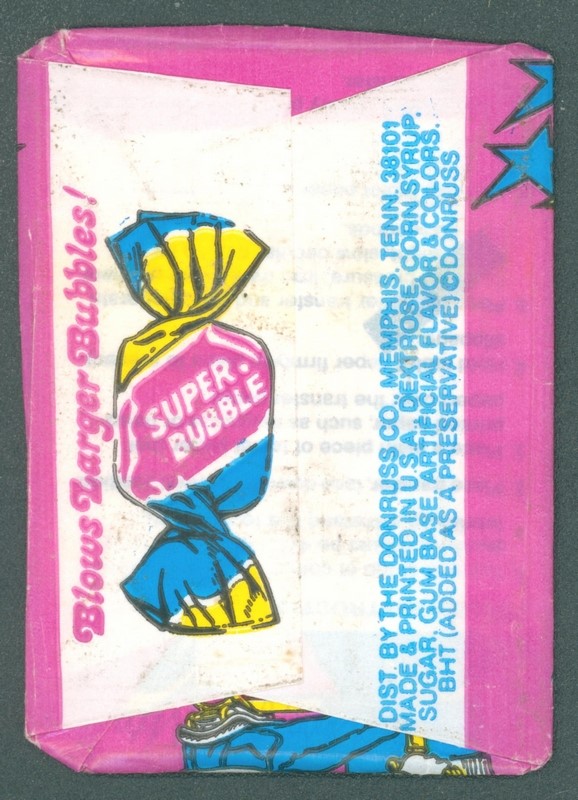 Blows Larger Bubbles!
SUPER
BUBBLE
DIST. BY THE DONRUSS CO., MEMPHIS, TENN 38101
MADE & PRINTED IN U.S.A. DEXTROSE, CORN SYRUP,
SUGAR, GUM BASE, ARTIFICIAL FLAVOR & COLORS,
BHT (ADDED AS A PRESERVATIVE) © DONRUSS